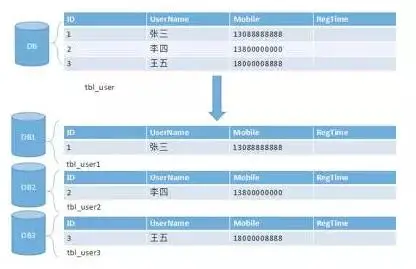 DB
ID UserName Mobile RegTime
1 张三 13088888888
2 李四 13800000000
3 王五 18000008888
tbl_user
DB1
ID UserName Mobile RegTime
1 张三 13088888888
tbl_user1
DB2
ID UserName Mobile RegTime
2 李四 13800000000
tbl_user2
DB3
ID UserName Mobile RegTime
3 王五 18000008888
tbl_user3